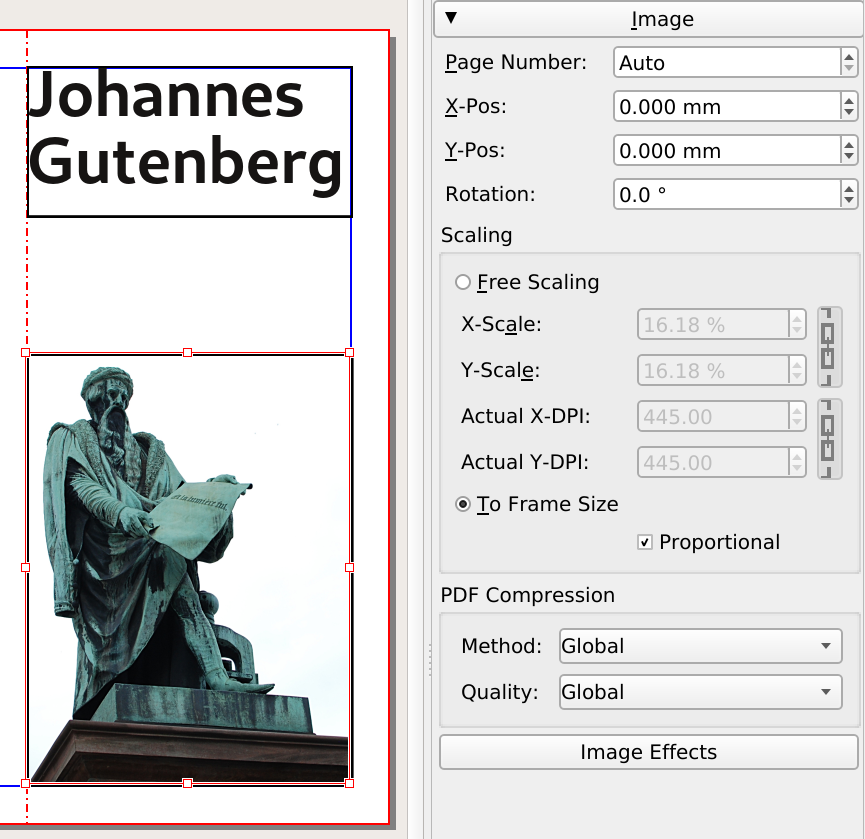 Johannes
Gutenberg
Image
Page Number: Auto
X-Pos: 0.000 mm
Y-Pos: 0.000 mm
Rotation: 0.0 °
Scaling
Free Scaling
X-Scale: 16.18 %
Y-Scale: 16.18 %
Actual X-DPI: 445.00
Actual Y-DPI: 445.00
To Frame Size
Proportional
PDF Compression
Method: Global
Quality: Global
Image Effects